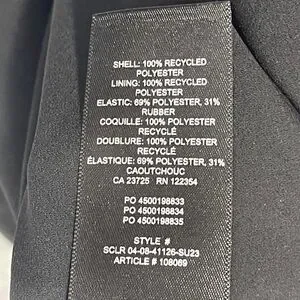 SHELL: 100% RECYCLED
POLYESTER
LINING: 100% RECYCLED
POLYESTER
ELASTIC: 69% POLYESTER, 31%
RUBBER
COQUILLE: 100% POLYESTER
RECYCLÉ
DOUBLURE: 100% POLYESTER
RECYCLÉ
ÉLASTIQUE: 69% POLYESTER, 31%
CAOUTCHOUC
CA 23725 RN 122354
PO 4500198833
PO 4500198834
PO 4500198835
STYLE #
SCLR 04-08-41126-SU23
ARTICLE # 108089